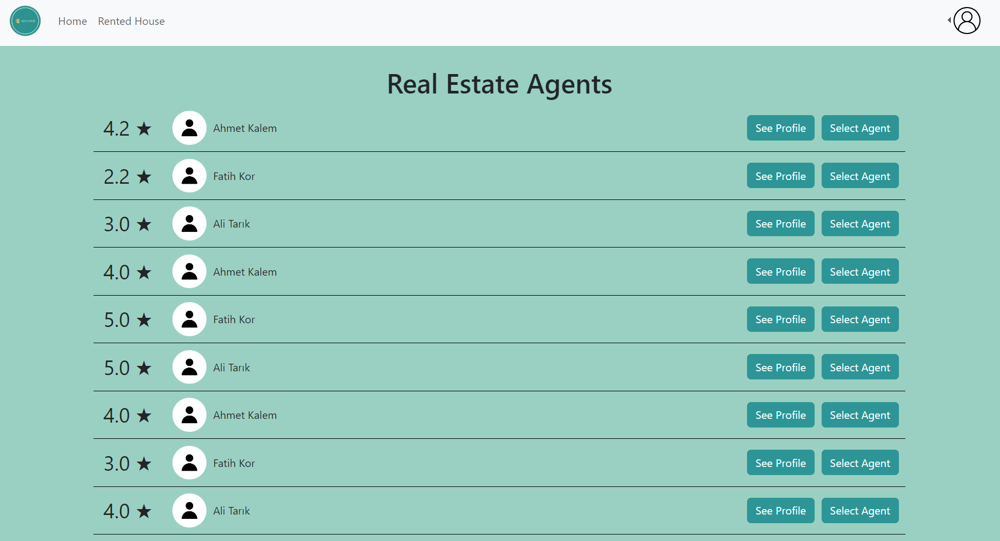 securent
Home Rented House
Real Estate Agents
4.2 ★ Ahmet Kalem See Profile Select Agent
2.2 ★ Fatih Kor See Profile Select Agent
3.0 ★ Ali Tarık See Profile Select Agent
4.0 ★ Ahmet Kalem See Profile Select Agent
5.0 ★ Fatih Kor See Profile Select Agent
5.0 ★ Ali Tarık See Profile Select Agent
4.0 ★ Ahmet Kalem See Profile Select Agent
3.0 ★ Fatih Kor See Profile Select Agent
4.0 ★ Ali Tarık See Profile Select Agent